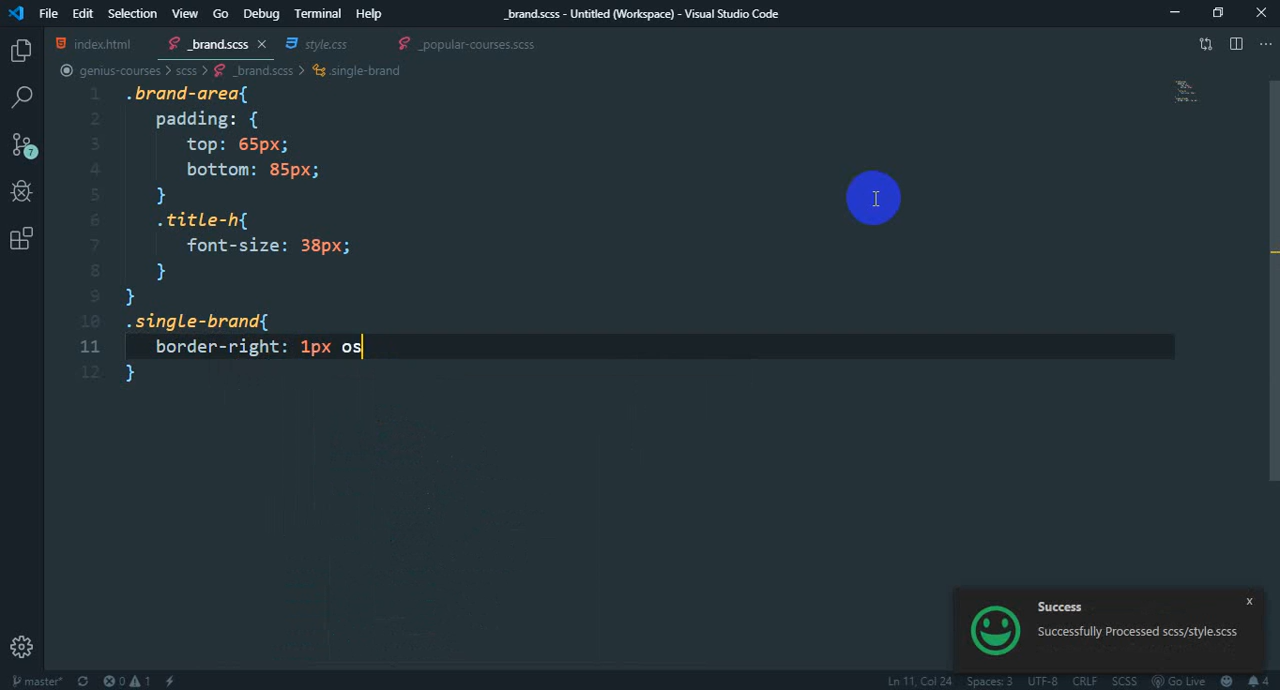 File Edit Selection View Go Debug Terminal Help _brand.scss - Untitled (Workspace) - Visual Studio Code
index.html _brand.scss style.css _popular-courses.scss
genius-courses > scss > _brand.scss > .single-brand
1 .brand-area{
2 padding: {
3 top: 65px;
4 bottom: 85px;
5 }
6 .title-h{
7 font-size: 38px;
8 }
9 }
10 .single-brand{
11 border-right: 1px os
12 }
7
Success x
Successfully Processed scss/style.scss
master* 0 1 Ln 11, Col 24 Spaces: 3 UTF-8 CRLF SCSS Go Live 4